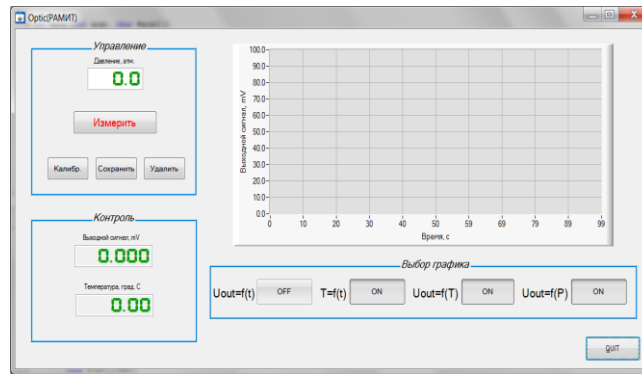 Optic(РАМИТ)
Управление
Давление, атм.
0.0
Измерить
Калибр.
Сохранить
Удалить
Контроль
Выходной сигнал, mV
0.000
Температура, град. С
0.00
Выходной сигнал, mV
100.0
90.0
80.0
70.0
60.0
50.0
40.0
30.0
20.0
10.0
0.0
0 10 20 30 40 50 59 69 79 89 99
Время, с
Выбор графика
Uout=f(t) OFF T=f(t) ON Uout=f(T) ON Uout=f(P) ON
QUIT